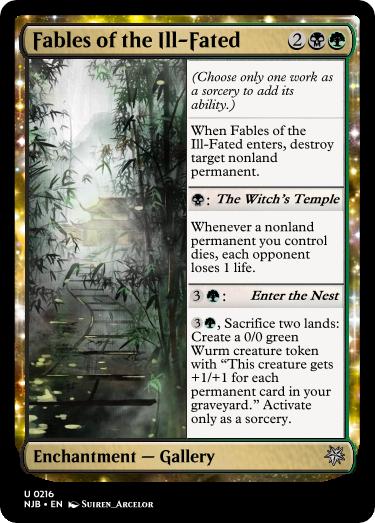 Fables of the Ill-Fated 2
(Choose only one work as
a sorcery to add its
ability.)
When Fables of the
Ill-Fated enters, destroy
target nonland
permanent.
: The Witch's Temple
Whenever a nonland
permanent you control
dies, each opponent
loses 1 life.
3 : Enter the Nest
3 , Sacrifice two lands:
Create a 0/0 green
Wurm creature token
with “This creature gets
+1/+1 for each
permanent card in your
graveyard.” Activate
only as a sorcery.
Enchantment — Gallery
U 0216
NJB • EN Suiren_Arcelor